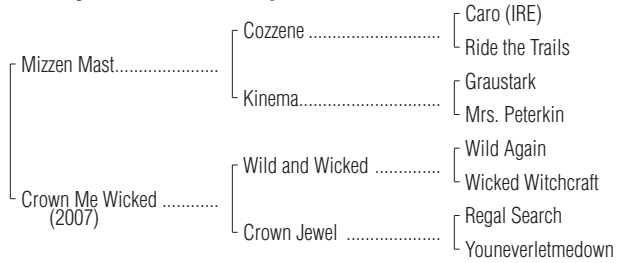 Caro (IRE)
Cozzene ...........................
Ride the Trails
Mizzen Mast.....................
Graustark
Kinema.............................
Mrs. Peterkin
Wild Again
Wild and Wicked ..............
Wicked Witchcraft
Crown Me Wicked ............
(2007)
Regal Search
Crown Jewel ....................
Youneverletmedown